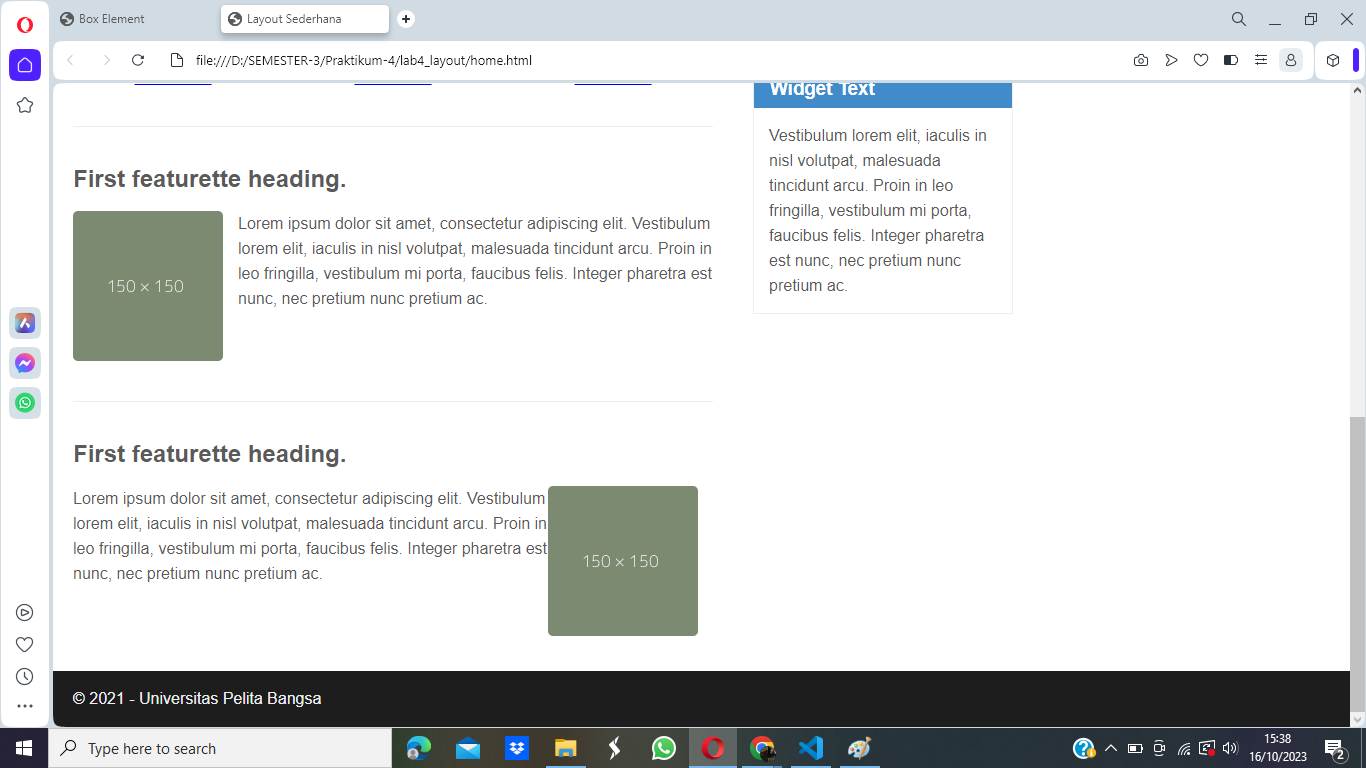 Box Element
Layout Sederhana
file:///D:/SEMESTER-3/Praktikum-4/lab4_layout/home.html
Widget Text
Vestibulum lorem elit, iaculis in
nisl volutpat, malesuada
tincidunt arcu. Proin in leo
fringilla, vestibulum mi porta,
faucibus felis. Integer pharetra
est nunc, nec pretium nunc
pretium ac.
First featurette heading.
150 × 150
Lorem ipsum dolor sit amet, consectetur adipiscing elit. Vestibulum
lorem elit, iaculis in nisl volutpat, malesuada tincidunt arcu. Proin in
leo fringilla, vestibulum mi porta, faucibus felis. Integer pharetra est
nunc, nec pretium nunc pretium ac.
First featurette heading.
Lorem ipsum dolor sit amet, consectetur adipiscing elit. Vestibulum
lorem elit, iaculis in nisl volutpat, malesuada tincidunt arcu. Proin in
leo fringilla, vestibulum mi porta, faucibus felis. Integer pharetra est
nunc, nec pretium nunc pretium ac.
150 × 150
© 2021 - Universitas Pelita Bangsa
Type here to search
15:38
16/10/2023
2